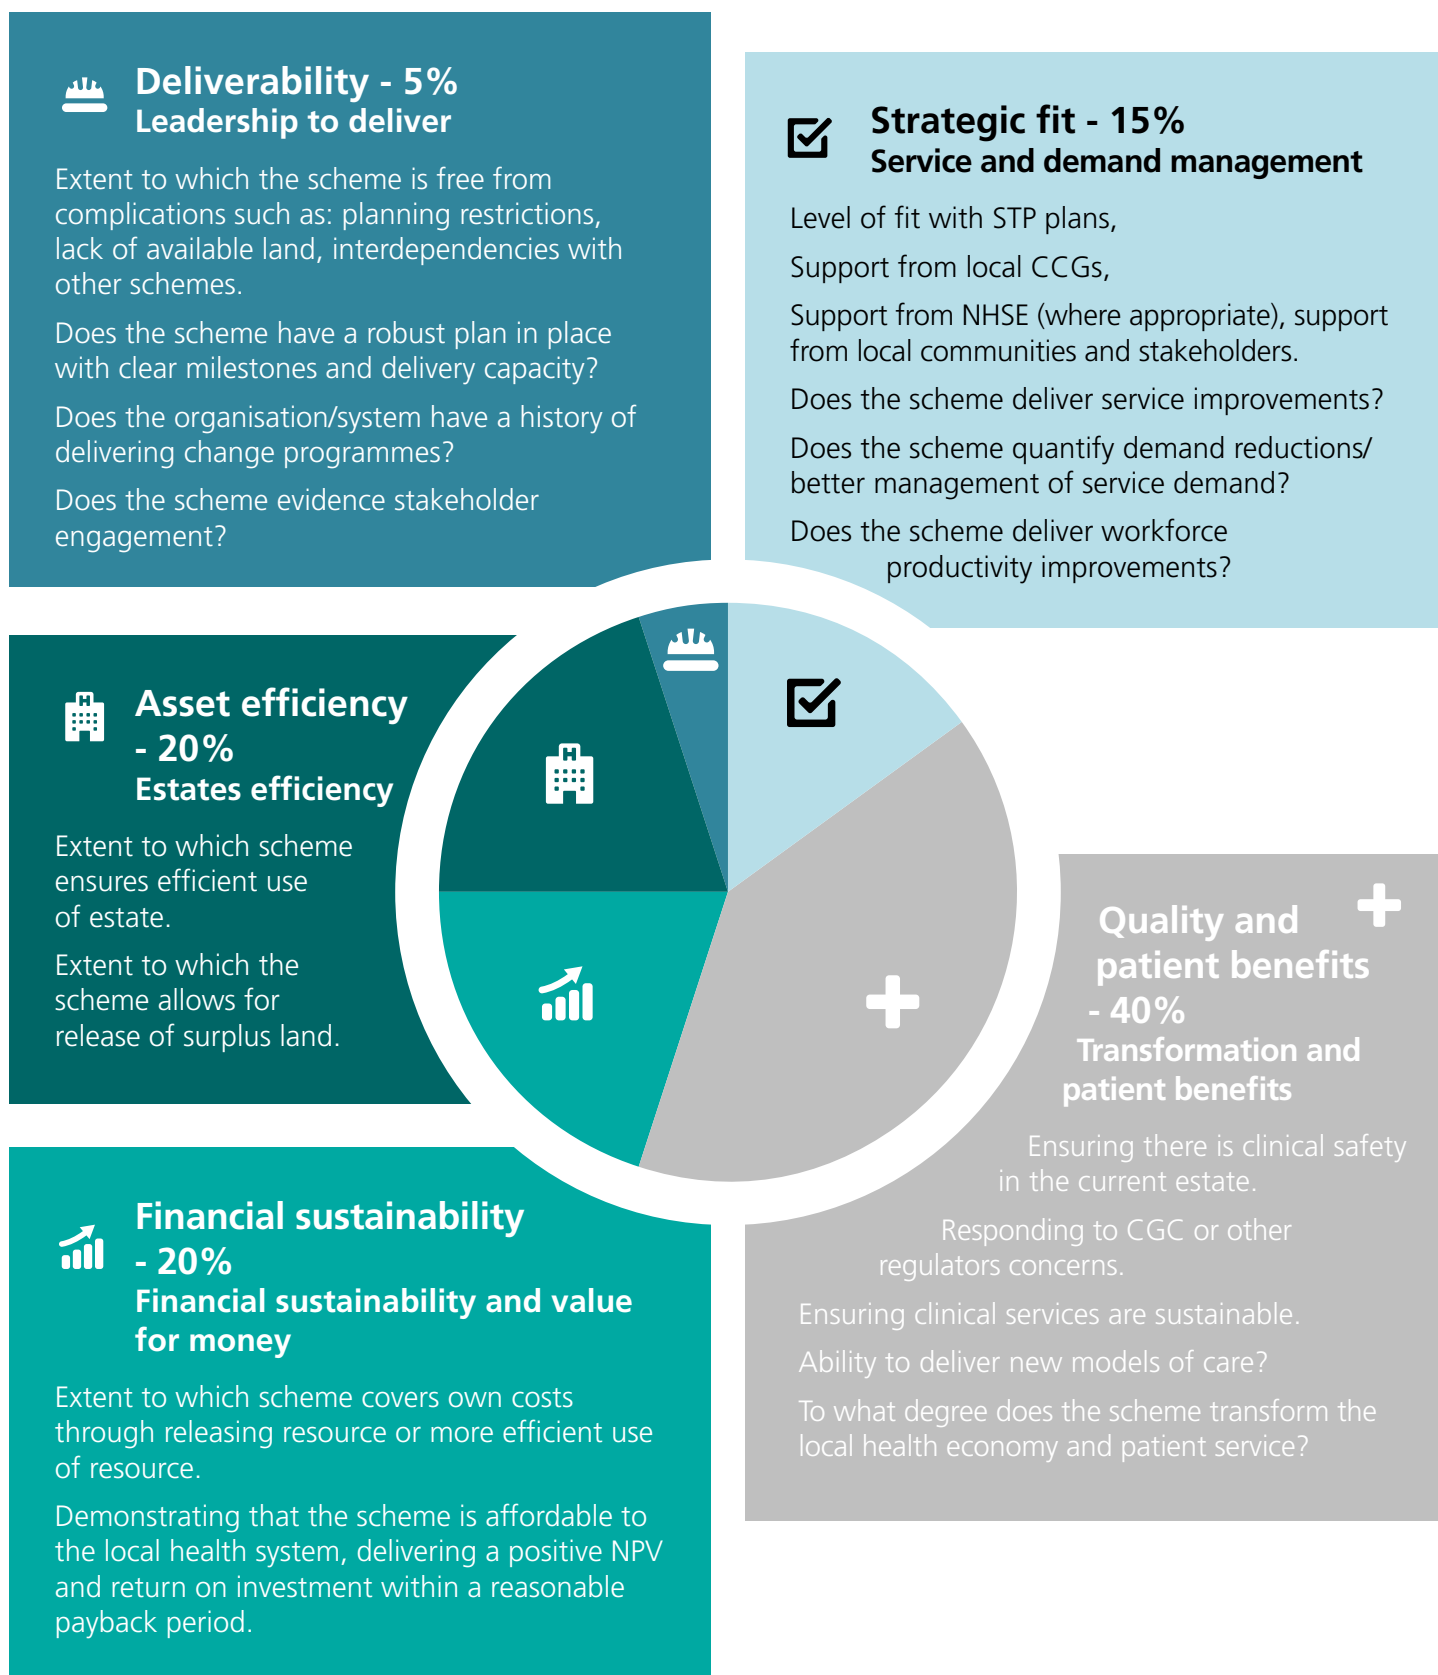 Deliverability - 5%
Leadership to deliver
Extent to which the scheme is free from
complications such as: planning restrictions,
lack of available land, interdependencies with
other schemes.
Does the scheme have a robust plan in place
with clear milestones and delivery capacity?
Does the organisation/system have a history of
delivering change programmes?
Does the scheme evidence stakeholder
engagement?
Strategic fit - 15%
Service and demand management
Level of fit with STP plans,
Support from local CCGs,
Support from NHSE (where appropriate), support
from local communities and stakeholders.
Does the scheme deliver service improvements?
Does the scheme quantify demand reductions/
better management of service demand?
Does the scheme deliver workforce
productivity improvements?
Asset efficiency
- 20%
Estates efficiency
Extent to which scheme
ensures efficient use
of estate.
Extent to which the
scheme allows for
release of surplus land.
Quality and
patient benefits
- 40%
Transformation and
patient benefits
Ensuring there is clinical safety
in the current estate.
Responding to CGC or other
regulators concerns.
Ensuring clinical services are sustainable.
Ability to deliver new models of care?
To what degree does the scheme transform the
local health economy and patient service?
Financial sustainability
- 20%
Financial sustainability and value
for money
Extent to which scheme covers own costs
through releasing resource or more efficient use
of resource.
Demonstrating that the scheme is affordable to
the local health system, delivering a positive NPV
and return on investment within a reasonable
payback period.